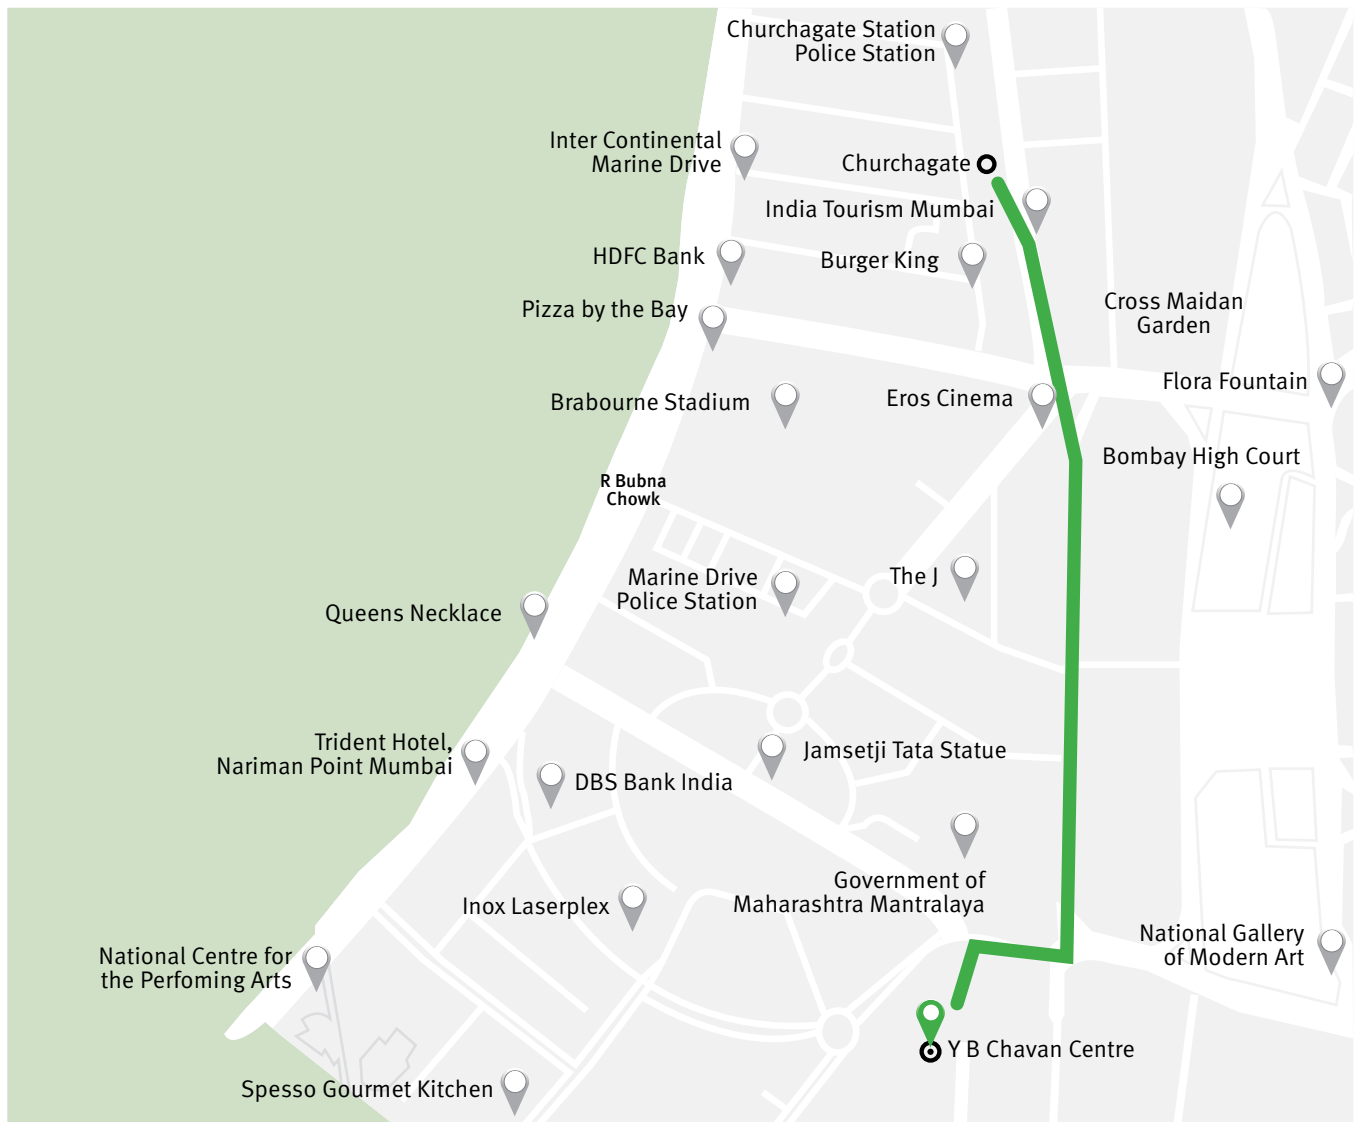 Churchagate Station
Police Station
Inter Continental
Marine Drive
Churchagate
India Tourism Mumbai
HDFC Bank
Burger King
Pizza by the Bay
Cross Maidan
Garden
Flora Fountain
Brabourne Stadium
Eros Cinema
Bombay High Court
R Bubna
Chowk
Marine Drive
Police Station
The J
Queens Necklace
Trident Hotel,
Nariman Point Mumbai
Jamsetji Tata Statue
DBS Bank India
Government of
Maharashtra Mantralaya
Inox Laserplex
National Gallery
of Modern Art
National Centre for
the Perfoming Arts
Y B Chavan Centre
Spesso Gourmet Kitchen